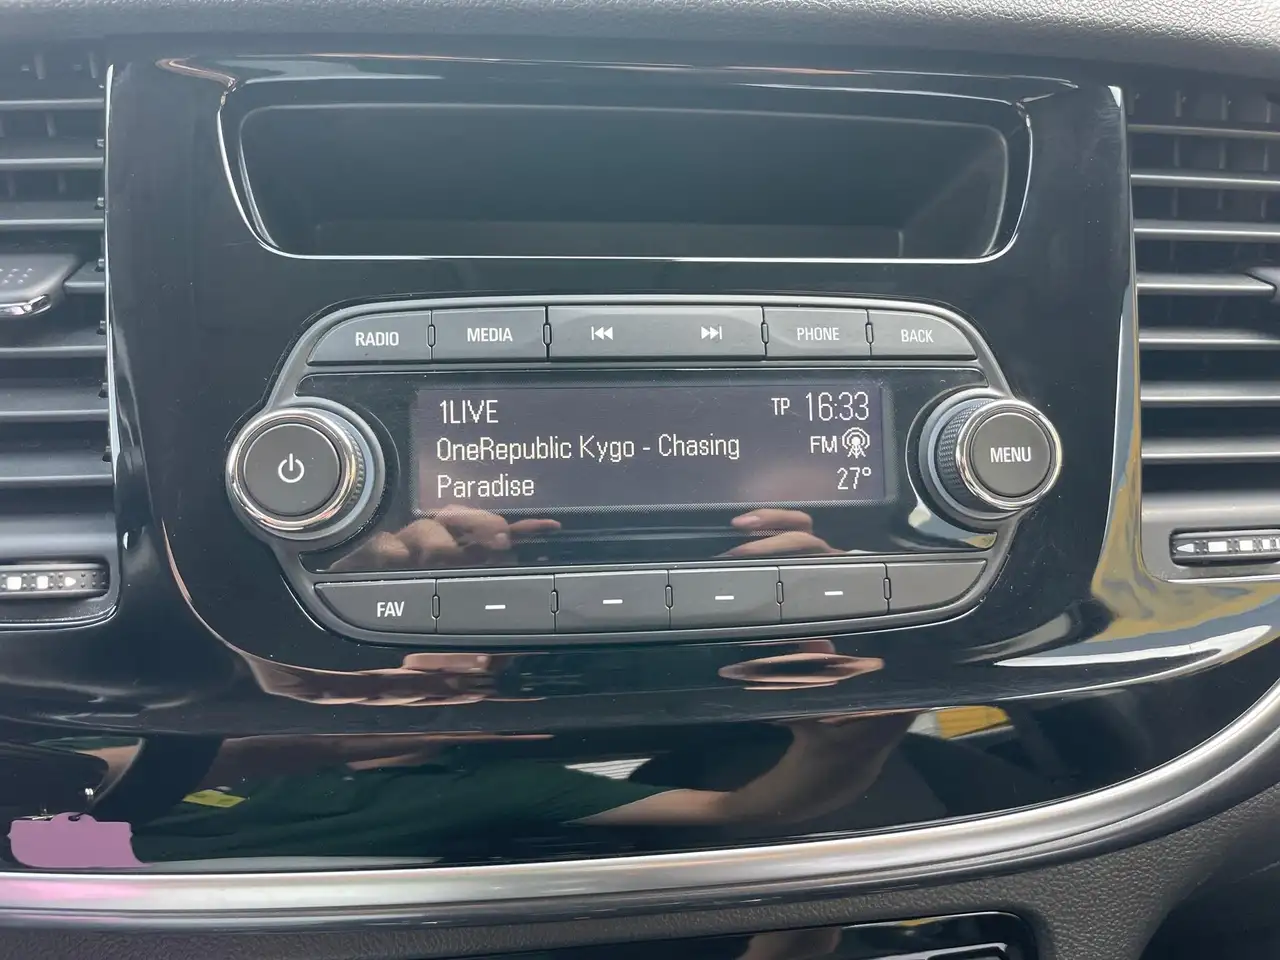 RADIO MEDIA PHONE BACK
1LIVE TP 16:33
OneRepublic Kygo - Chasing FM
Paradise 27°
MENU
FAV